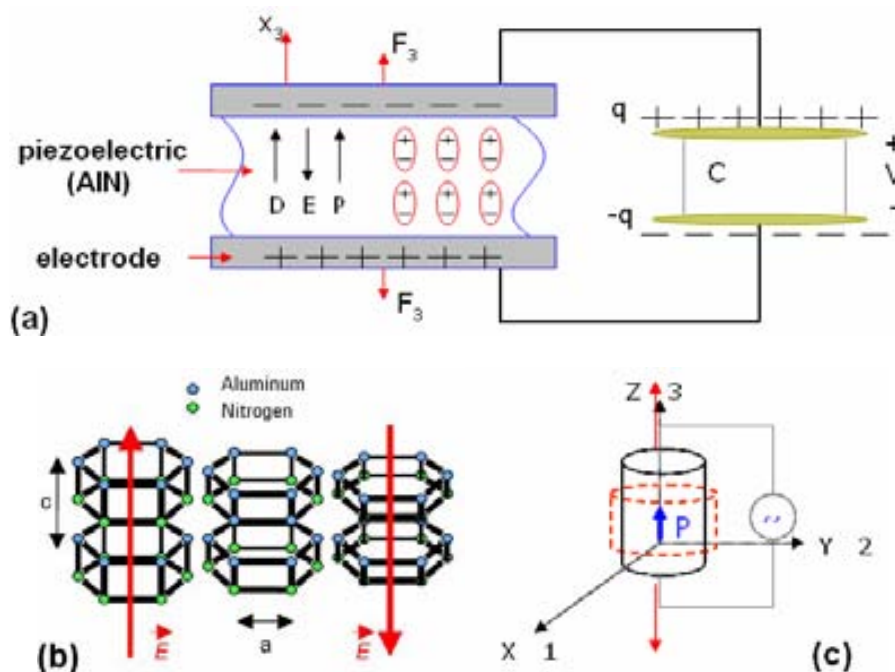 X3
F3
piezoelectric
(AlN)
D E P
+ + + + + +
− − − − − −
electrode
F3
(a)
q + + + + + +
C
+
V
-
-q
− − − − − −
Aluminum
Nitrogen
c
a
E
E
(b)
Z 3
P
Y 2
X 1
(c)